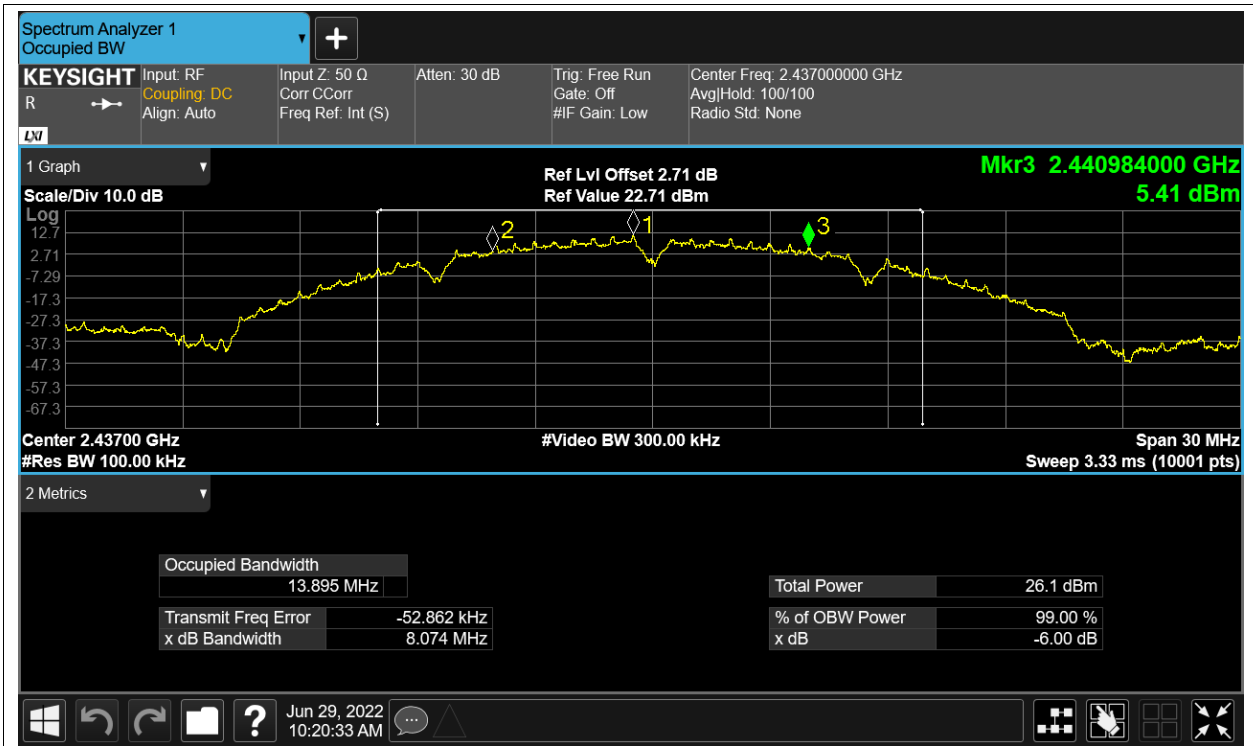 Spectrum Analyzer 1
Occupied BW
KEYSIGHT
R
LXI
Input: RF
Coupling: DC
Align: Auto
Input Z: 50 Ω
Corr CCorr
Freq Ref: Int (S)
Atten: 30 dB
Trig: Free Run
Gate: Off
#IF Gain: Low
Center Freq: 2.437000000 GHz
Avg|Hold: 100/100
Radio Std: None
1 Graph
Scale/Div 10.0 dB
Ref Lvl Offset 2.71 dB
Ref Value 22.71 dBm
Mkr3 2.440984000 GHz
5.41 dBm
Log
12.7
2.71
-7.29
-17.3
-27.3
-37.3
-47.3
-57.3
-67.3
2
1
3
Center 2.43700 GHz
#Res BW 100.00 kHz
#Video BW 300.00 kHz
Span 30 MHz
Sweep 3.33 ms (10001 pts)
2 Metrics
Occupied Bandwidth
13.895 MHz
Transmit Freq Error -52.862 kHz
x dB Bandwidth 8.074 MHz
Total Power 26.1 dBm
% of OBW Power 99.00 %
x dB -6.00 dB
?
Jun 29, 2022
10:20:33 AM